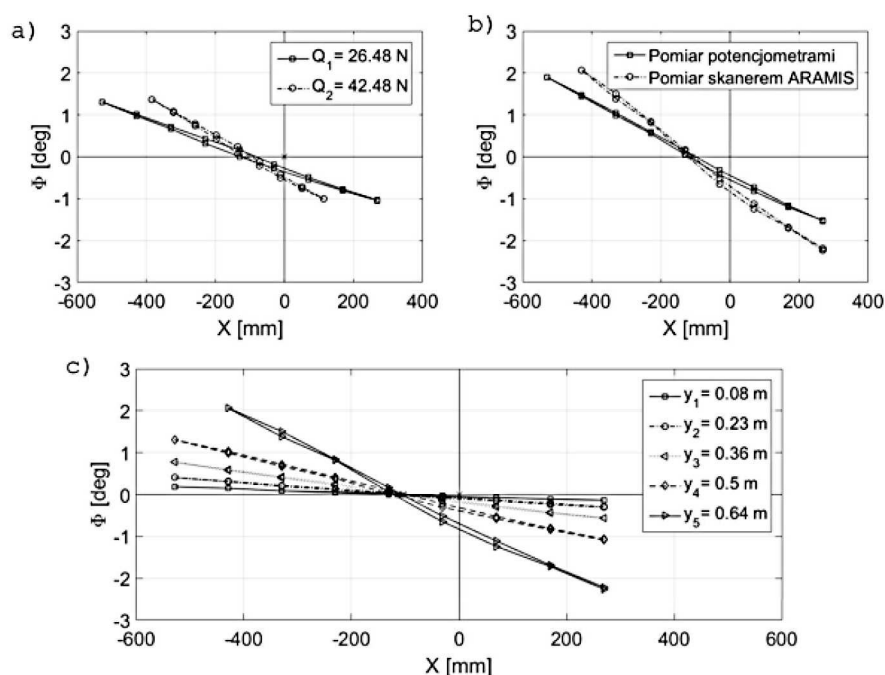 a)
3
2
1
0
-1
-2
-3
Φ [deg]
-600 -400 -200 0 200 400
X [mm]
Q1 = 26.48 N
Q2 = 42.48 N
b)
3
2
1
0
-1
-2
-3
Φ [deg]
-600 -400 -200 0 200 400
X [mm]
Pomiar potencjometrami
Pomiar skanerem ARAMIS
c)
3
2
1
0
-1
-2
-3
Φ [deg]
-600 -400 -200 0 200 400 600
X [mm]
y1 = 0.08 m
y2 = 0.23 m
y3 = 0.36 m
y4 = 0.5 m
y5 = 0.64 m